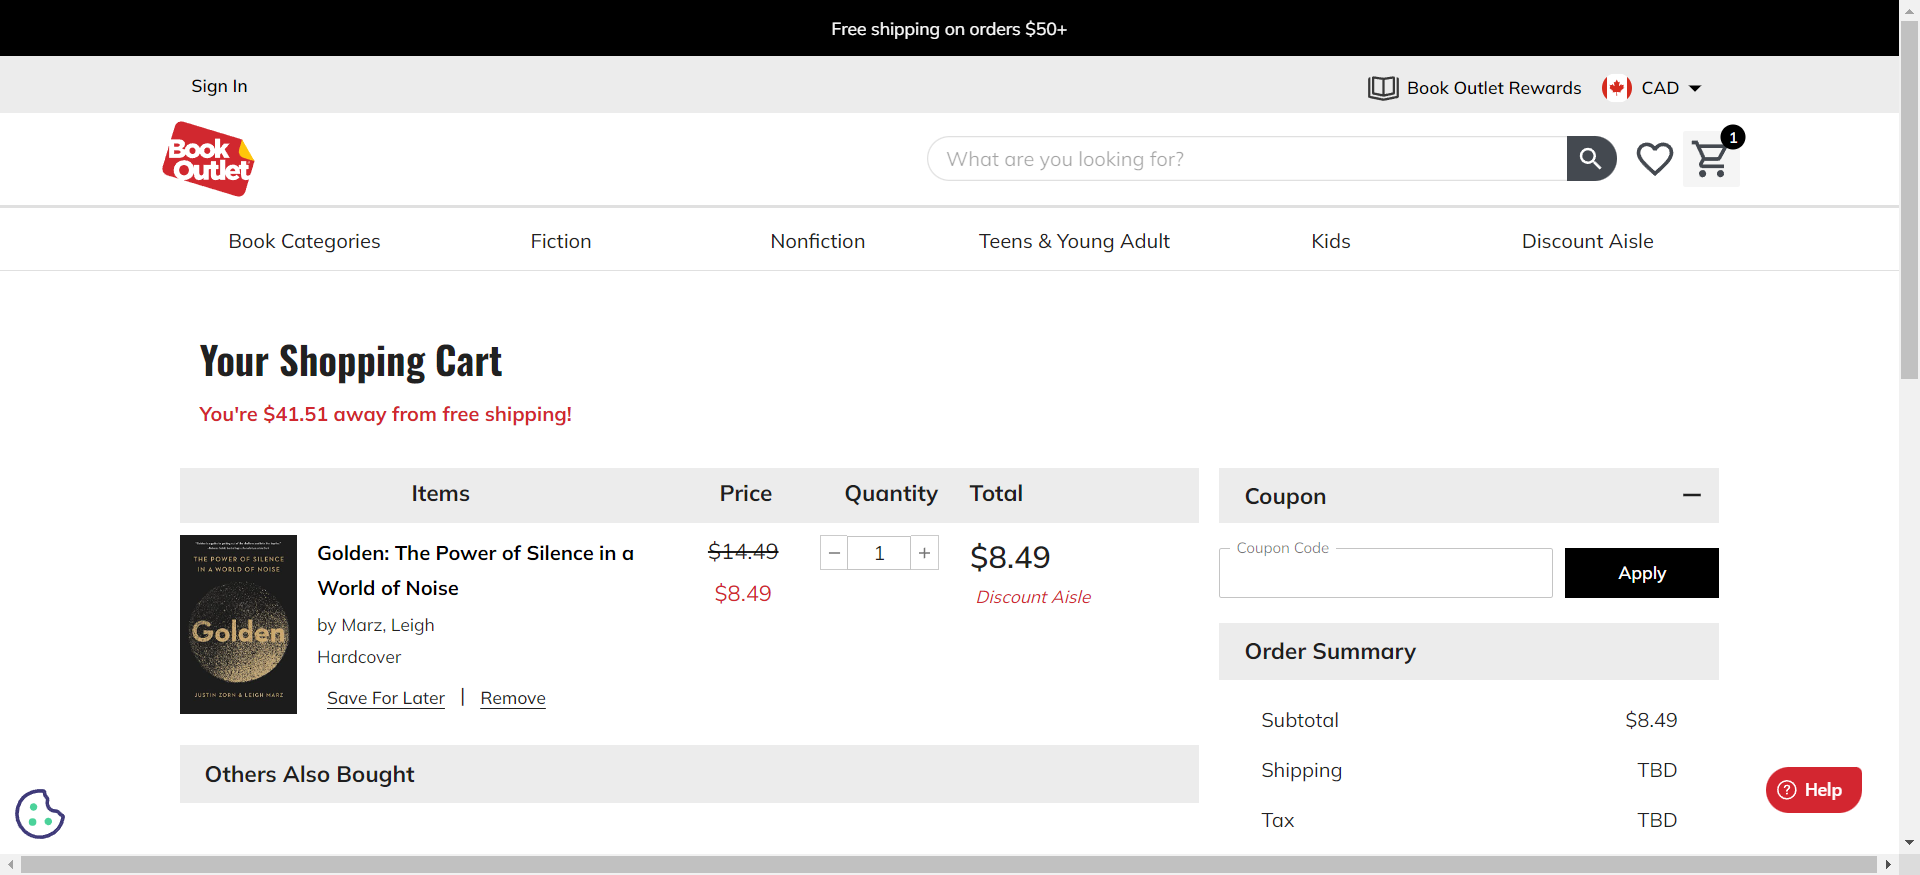 Free shipping on orders $50+
Sign In
Book Outlet Rewards
CAD
Book
Outlet
What are you looking for?
1
Book Categories
Fiction
Nonfiction
Teens & Young Adult
Kids
Discount Aisle
Your Shopping Cart
You're $41.51 away from free shipping!
Items
Price
Quantity
Total
Coupon
THE POWER OF SILENCE
IN A WORLD OF NOISE
Golden
JUSTIN ZORN & LEIGH MARZ
Golden: The Power of Silence in a
World of Noise
by Marz, Leigh
Hardcover
Save For Later | Remove
$14.49
$8.49
1
$8.49
Discount Aisle
Coupon Code
Apply
Order Summary
Subtotal
$8.49
Shipping
TBD
Tax
TBD
Others Also Bought
Help